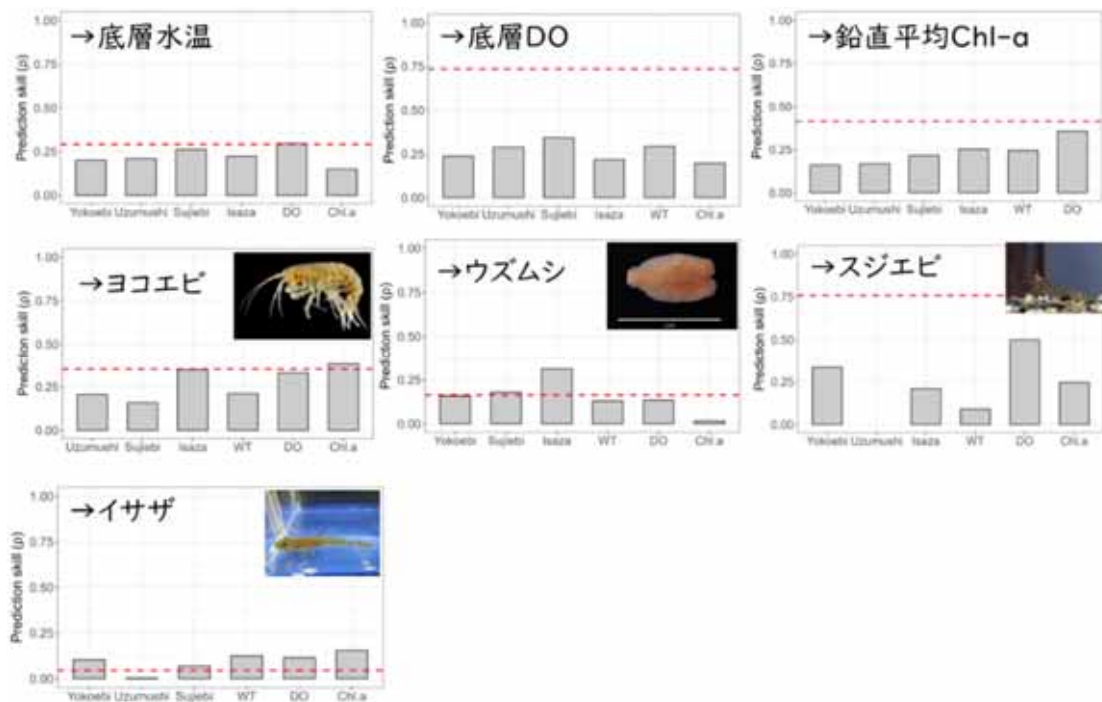 →底層水温
Prediction skill (ρ)
1.00
0.75
0.50
0.25
0.00
Yokoebi Uzumushi Sujiebi Isaza DO Chl.a
→底層DO
Prediction skill (ρ)
1.00
0.75
0.50
0.25
0.00
Yokoebi Uzumushi Sujiebi Isaza WT Chl.a
→鉛直平均Chl-a
Prediction skill (ρ)
1.00
0.75
0.50
0.25
0.00
Yokoebi Uzumushi Sujiebi Isaza WT DO
→ヨコエビ
Prediction skill (ρ)
1.00
0.75
0.50
0.25
0.00
Uzumushi Sujiebi Isaza WT DO Chl.a
→ウズムシ
Prediction skill (ρ)
1.00
0.75
0.50
0.25
0.00
Yokoebi Sujiebi Isaza WT DO Chl.a
→スジエビ
Prediction skill (ρ)
1.00
0.75
0.50
0.25
0.00
Yokoebi Uzumushi Isaza WT DO Chl.a
→イサザ
Prediction skill (ρ)
1.00
0.75
0.50
0.25
0.00
Yokoebi Uzumushi Sujiebi WT DO Chl.a